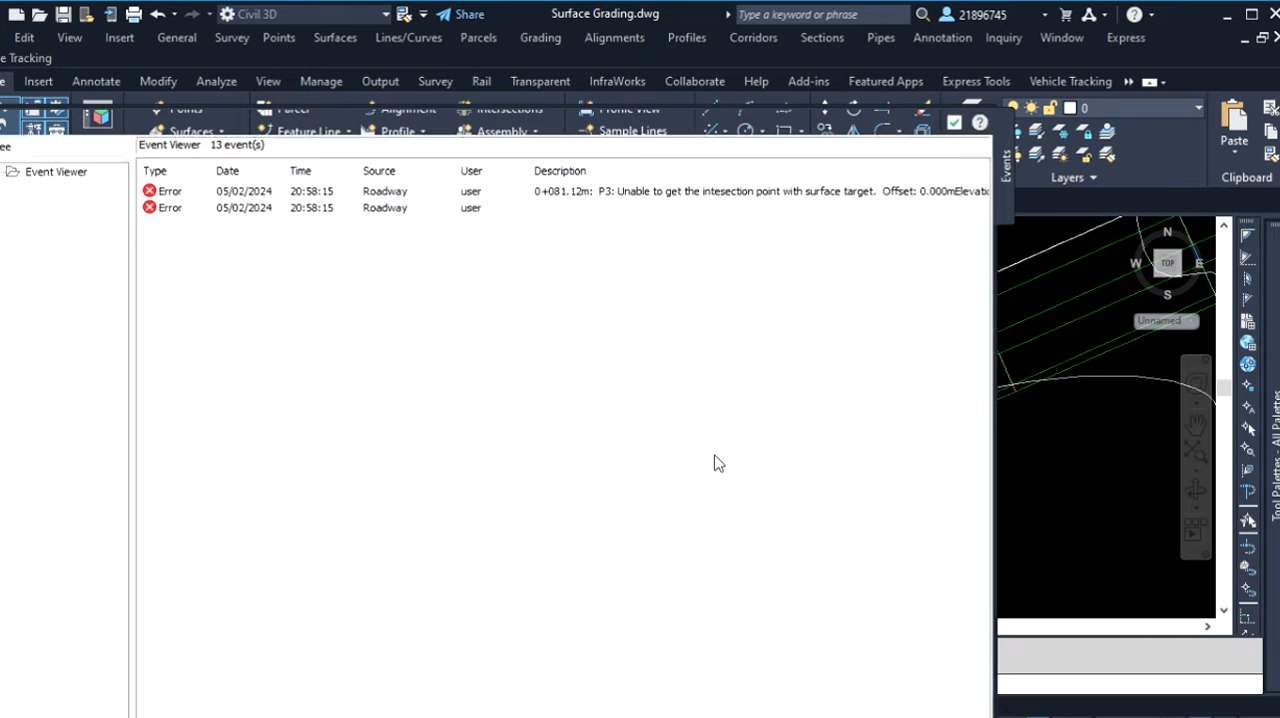 Civil 3D Share Surface Grading.dwg Type a keyword or phrase 21896745
Edit View Insert General Survey Points Surfaces Lines/Curves Parcels Grading Alignments Profiles Corridors Sections Pipes Annotation Inquiry Window Express
e Tracking
Insert Annotate Modify Analyze View Manage Output Survey Rail Transparent InfraWorks Collaborate Help Add-ins Featured Apps Express Tools Vehicle Tracking
Points Parcel Alignment Intersections Profile View 0
Surfaces Feature Line Profile Assembly Sample Lines
Paste
ee Event Viewer 13 event(s)
Layers Clipboard
Event Viewer Type Date Time Source User Description
Error 05/02/2024 20:58:15 Roadway user 0+081.12m: P3: Unable to get the intesection point with surface target. Offset: 0.000mElevatio
Error 05/02/2024 20:58:15 Roadway user
Events
N
W TOP E
S
Unnamed
Tool Palettes - All Palettes